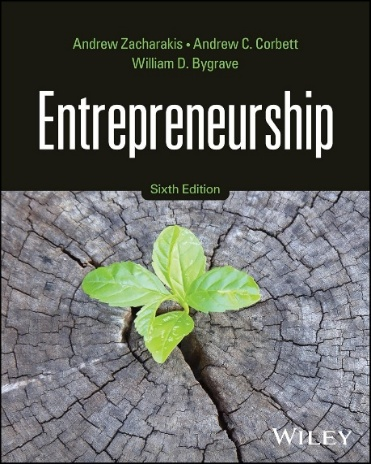 Andrew Zacharakis • Andrew C. Corbett
William D. Bygrave
Entrepreneurship
Sixth Edition
WILEY